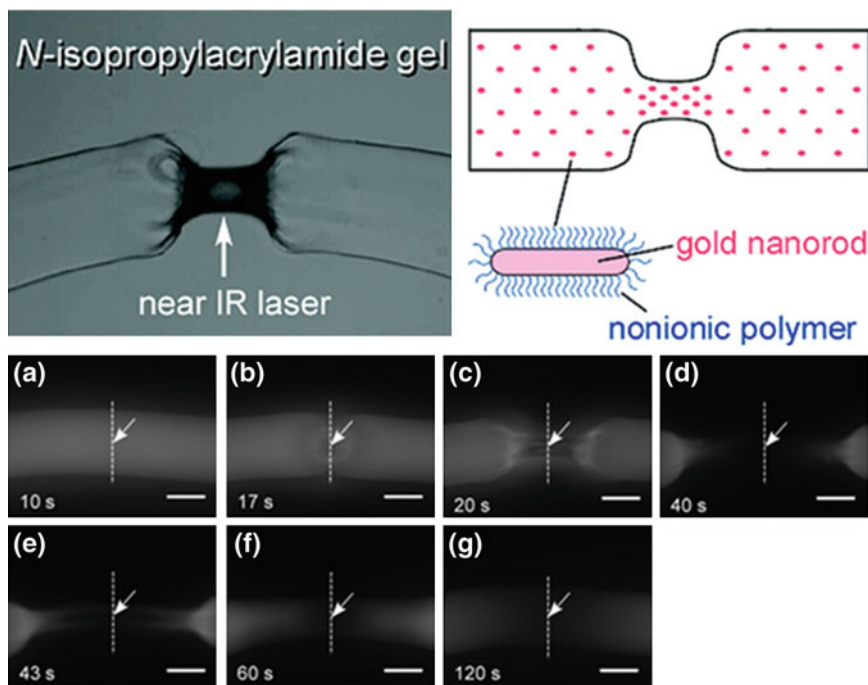 N-isopropylacrylamide gel
near IR laser
gold nanorod
nonionic polymer
(a)
10 s
(b)
17 s
(c)
20 s
(d)
40 s
(e)
43 s
(f)
60 s
(g)
120 s